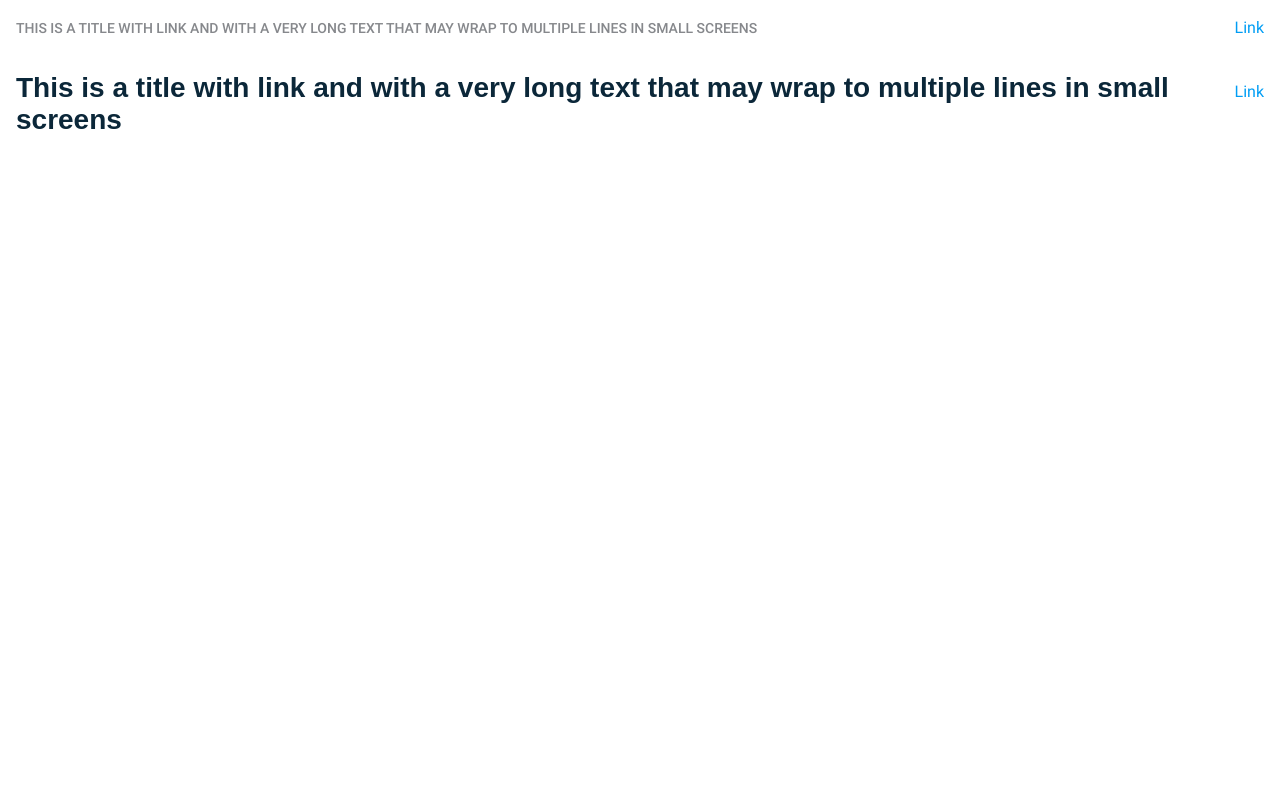 THIS IS A TITLE WITH LINK AND WITH A VERY LONG TEXT THAT MAY WRAP TO MULTIPLE LINES IN SMALL SCREENS
Link
This is a title with link and with a very long text that may wrap to multiple lines in small
Link
screens